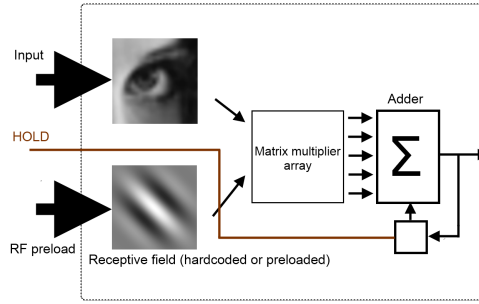 Input
HOLD
RF preload
Receptive field (hardcoded or preloaded)
Matrix multiplier
array
Adder
Σ